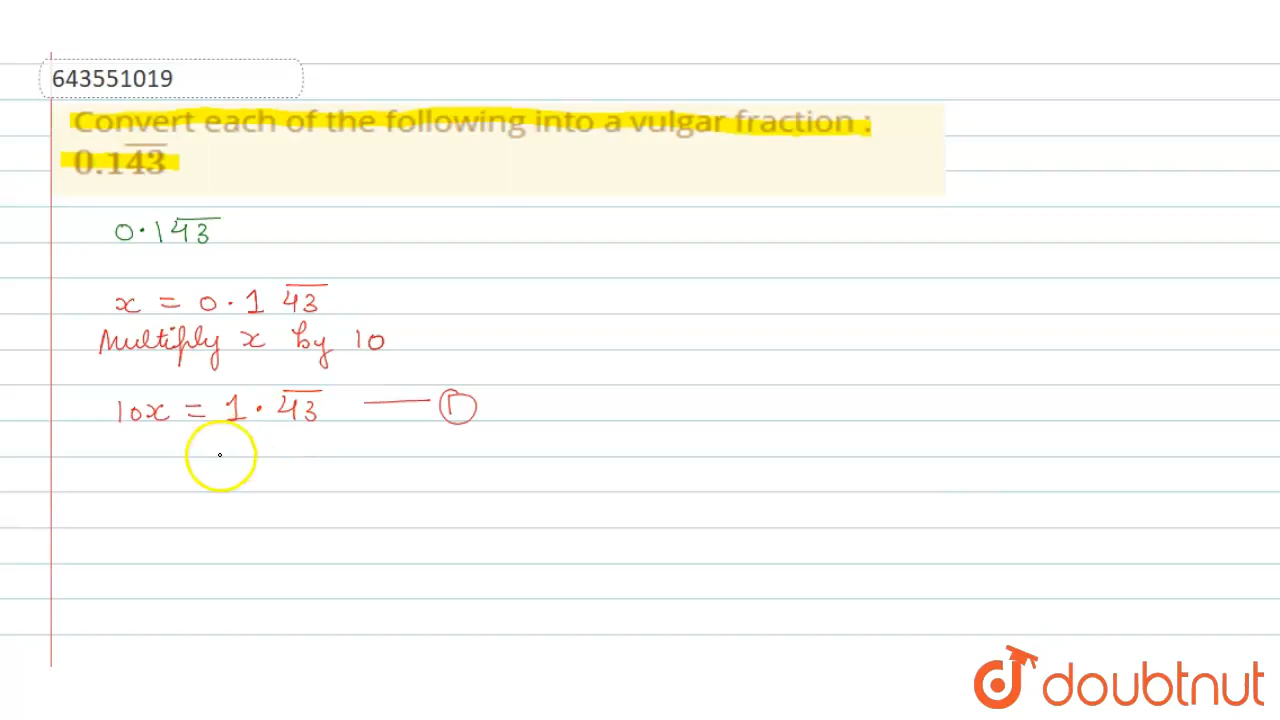 643551019
Convert each of the following into a vulgar fraction :
0.14̅3̅
0.14̅3̅
x = 0.1 4̅3̅
Multiply x by 10
10x = 1.4̅3̅ — ①
doubtnut